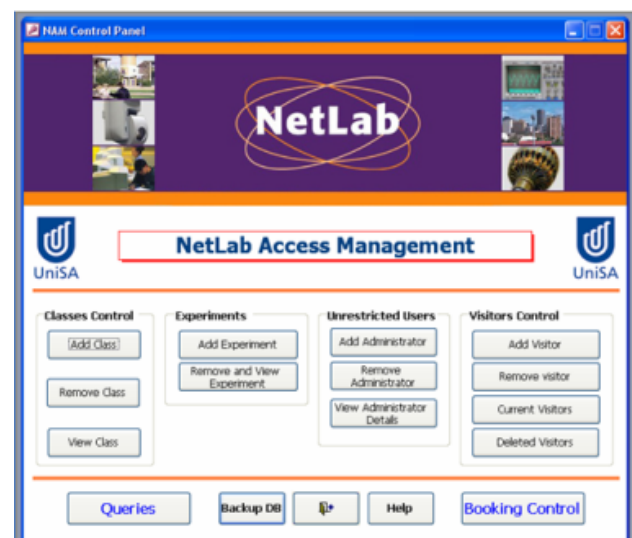 NAM Control Panel
NetLab
UniSA
NetLab Access Management
UniSA
Classes Control
Add Class
Remove Class
View Class
Experiments
Add Experiment
Remove and View
Experiment
Unrestricted Users
Add Administrator
Remove
Administrator
View Administrator
Details
Visitors Control
Add Visitor
Remove visitor
Current Visitors
Deleted Visitors
Queries
Backup DB
Help
Booking Control